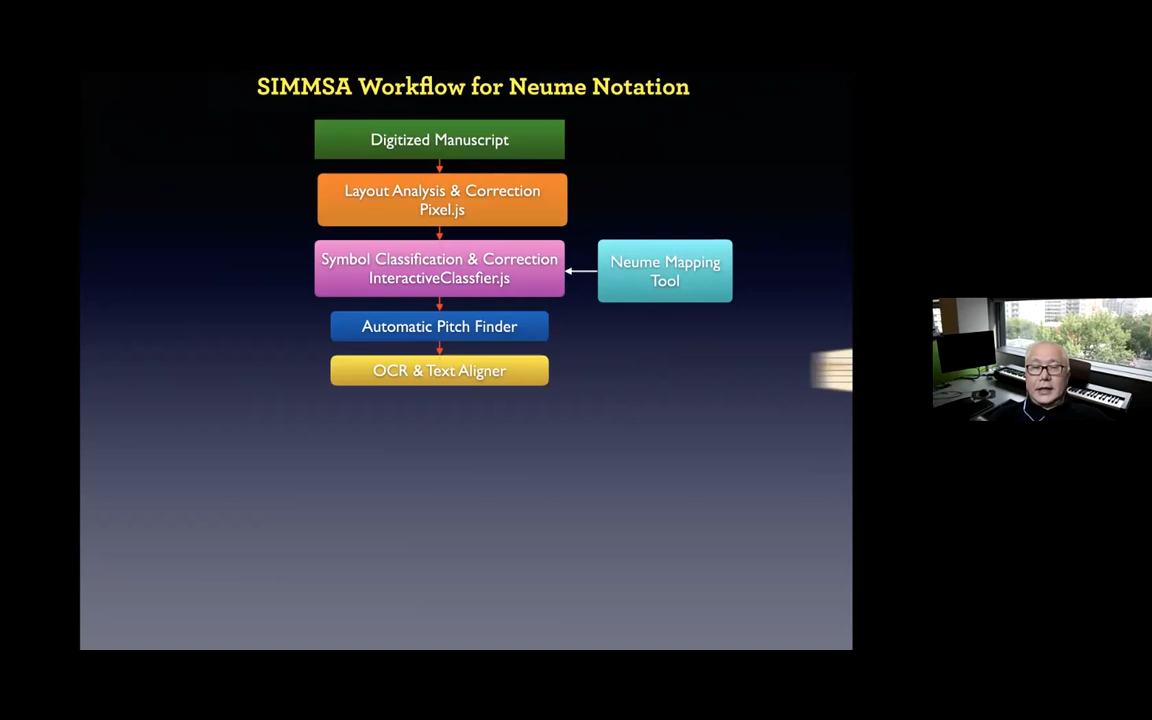 SIMMSA Workflow for Neume Notation
Digitized Manuscript
Layout Analysis & Correction
Pixel.js
Symbol Classification & Correction
InteractiveClassfier.js
Neume Mapping
Tool
Automatic Pitch Finder
OCR & Text Aligner